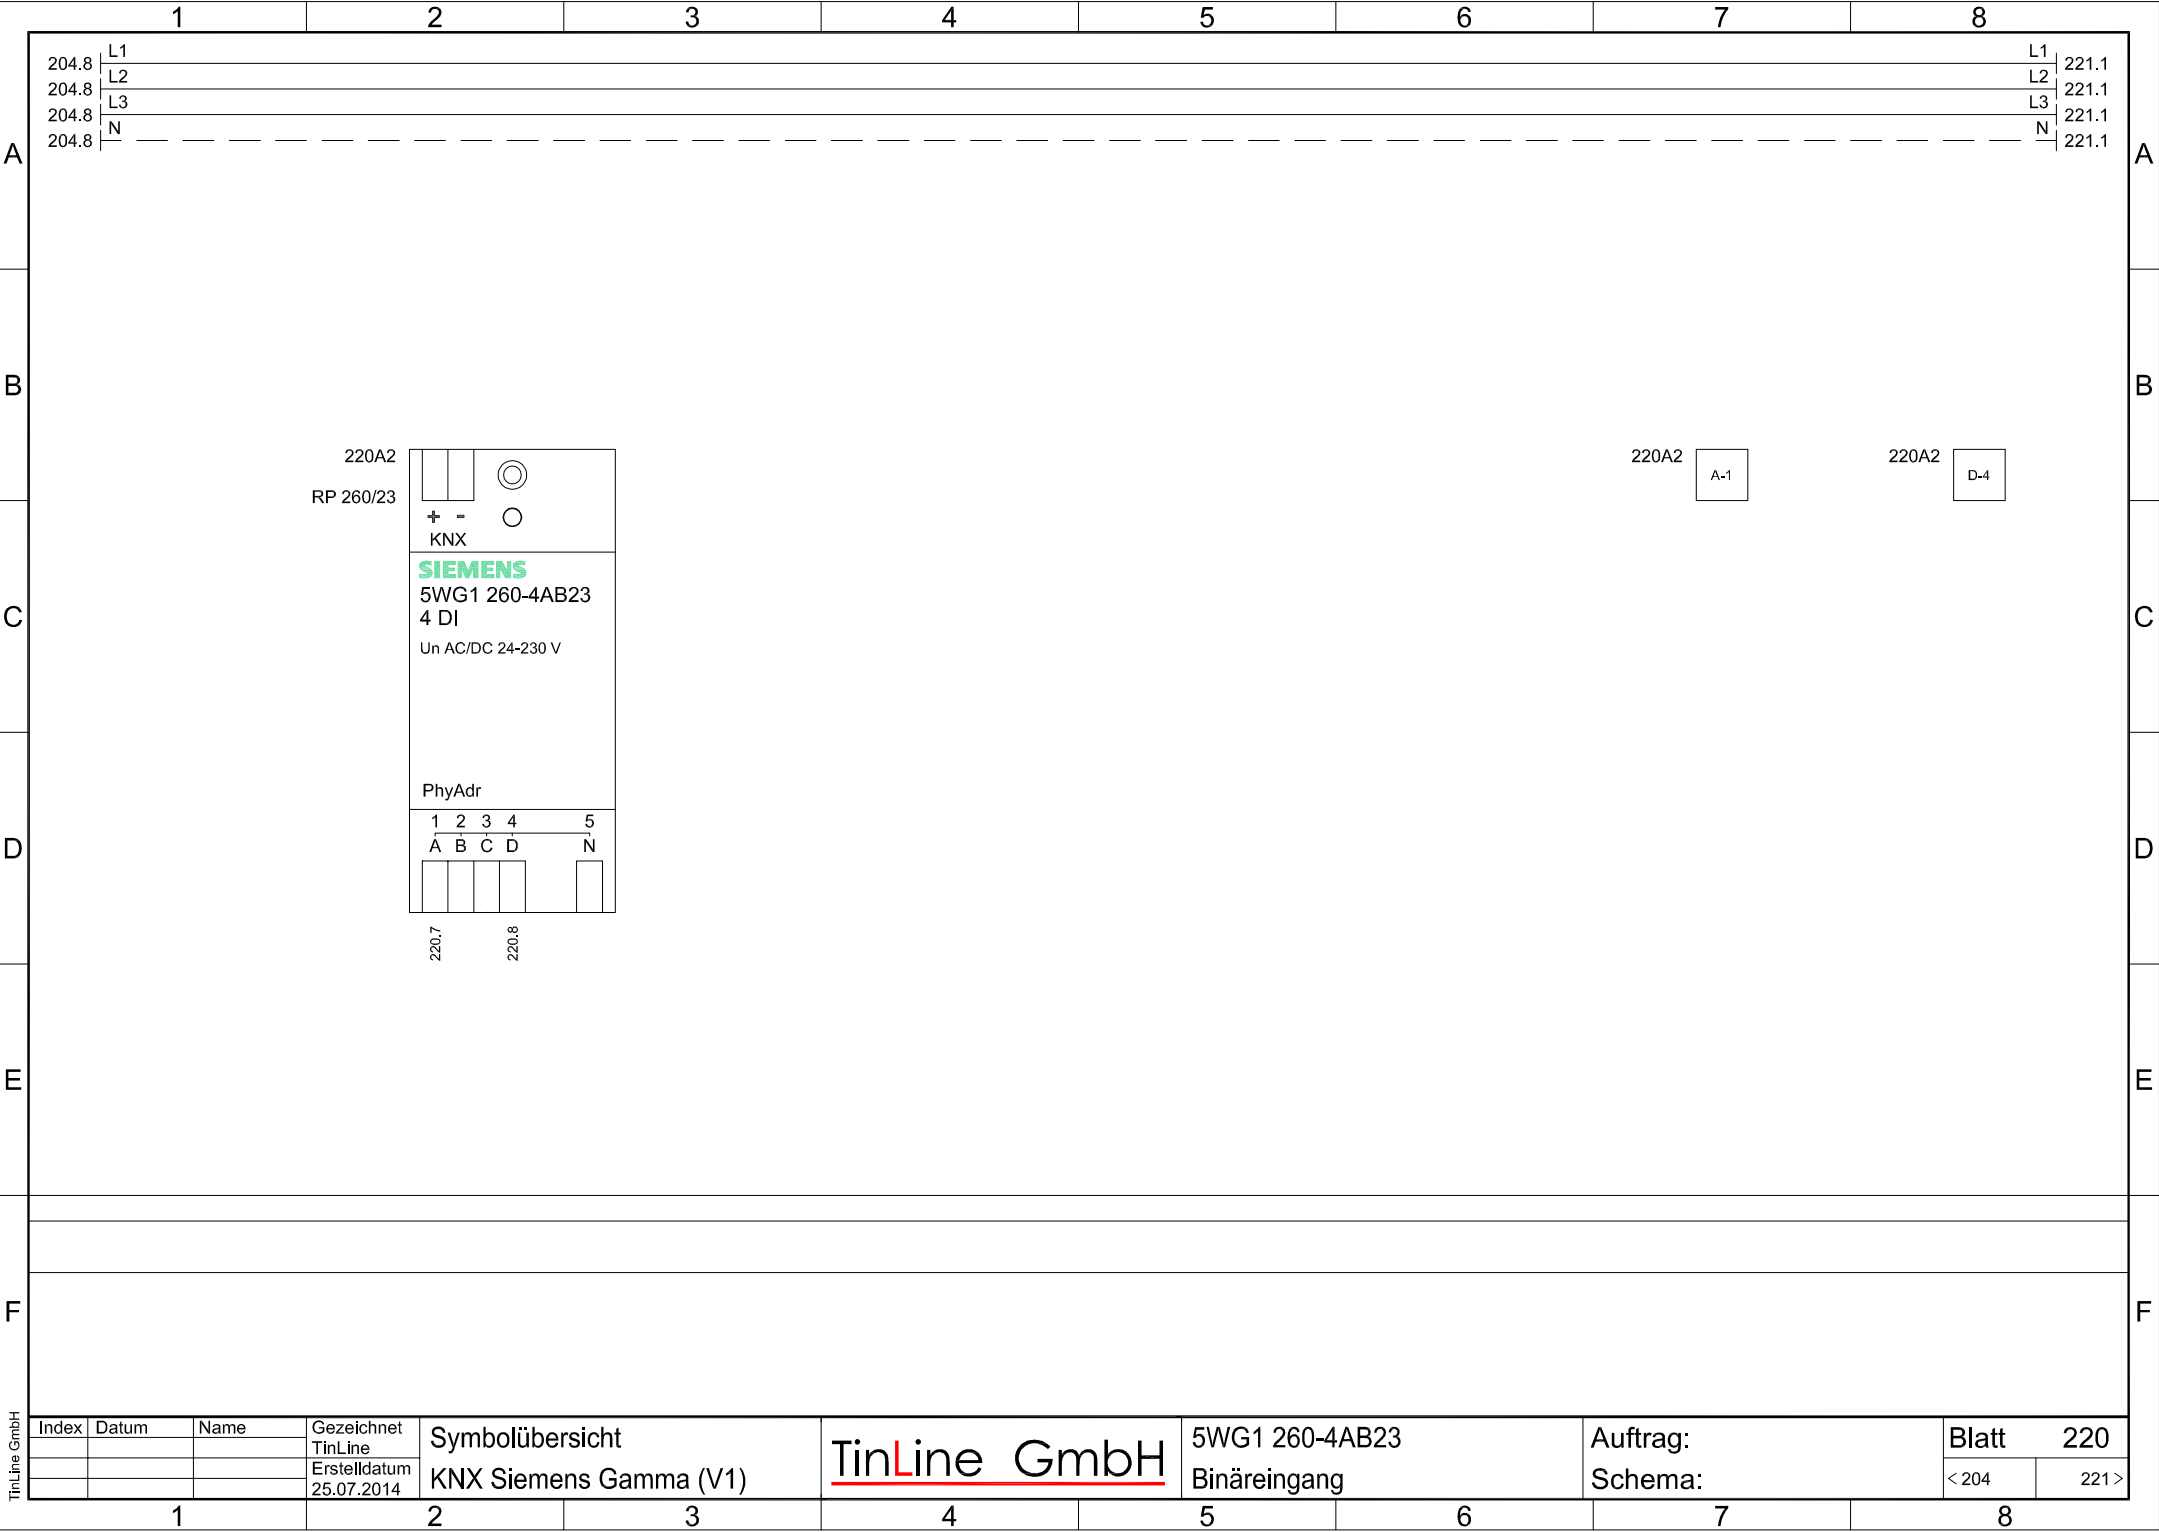 1 2 3 4 5 6 7 8
204.8 L1 L1 221.1
204.8 L2 L2 221.1
204.8 L3 L3 221.1
204.8 N N 221.1
A A
B B
220A2 220A2 A-1 220A2 D-4
RP 260/23
+ -
KNX
SIEMENS
5WG1 260-4AB23
4 DI
C C
Un AC/DC 24-230 V
PhyAdr
1 2 3 4 5
A B C D N
D D
220.7 220.8
E E
F F
TinLine GmbH
Index Datum Name
Gezeichnet
TinLine
Erstelldatum
25.07.2014
Symbolübersicht
KNX Siemens Gamma (V1)
TinLine GmbH
5WG1 260-4AB23
Binäreingang
Auftrag:
Schema:
Blatt 220
< 204 221 >
1 2 3 4 5 6 7 8